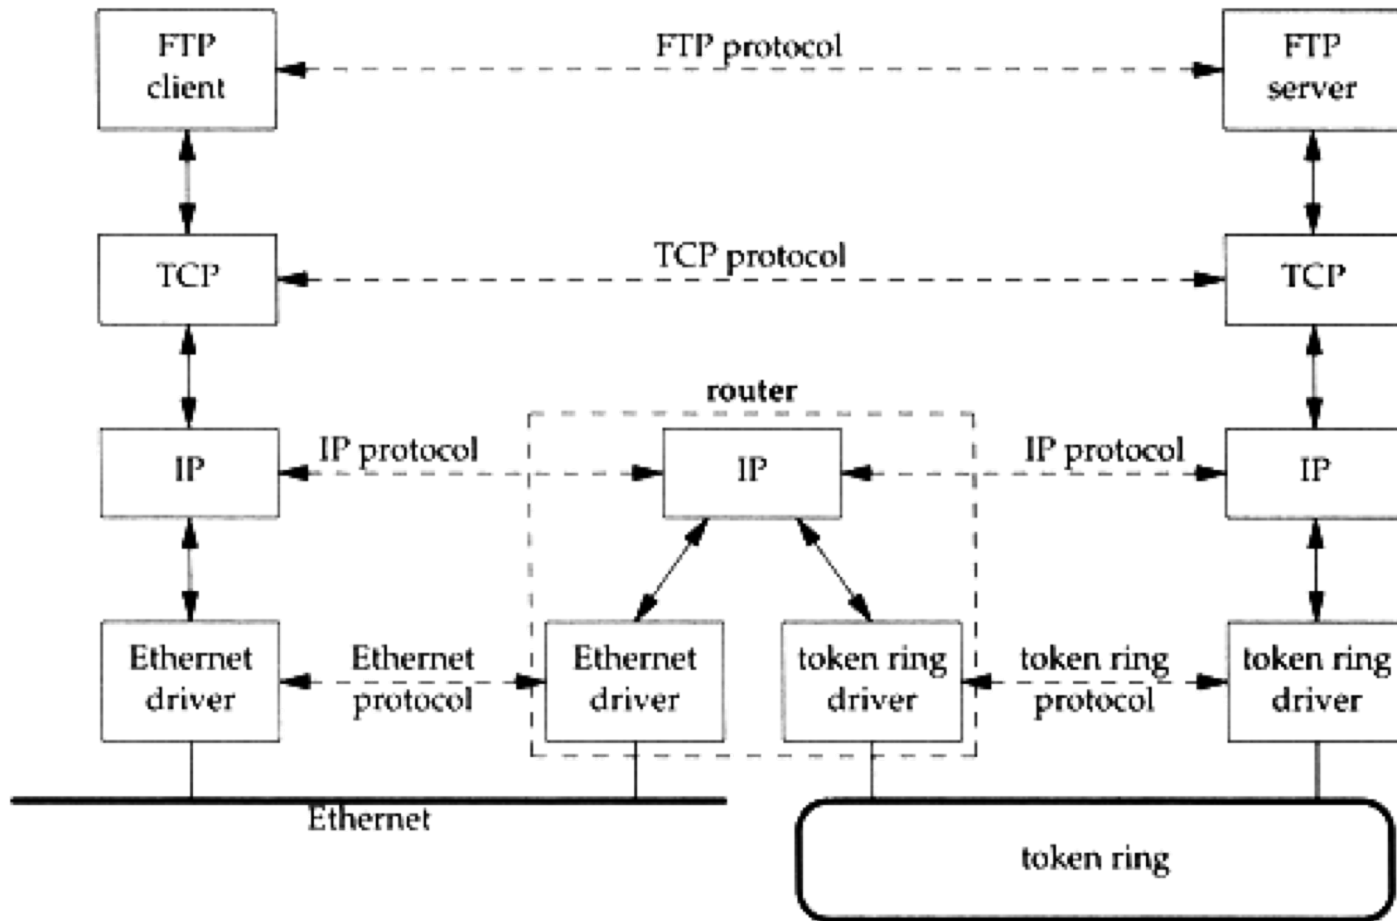 FTP
client
FTP protocol
FTP
server
TCP
TCP protocol
TCP
router
IP
IP protocol
IP
IP protocol
IP
Ethernet
driver
Ethernet
protocol
Ethernet
driver
token ring
driver
token ring
protocol
token ring
driver
Ethernet
token ring